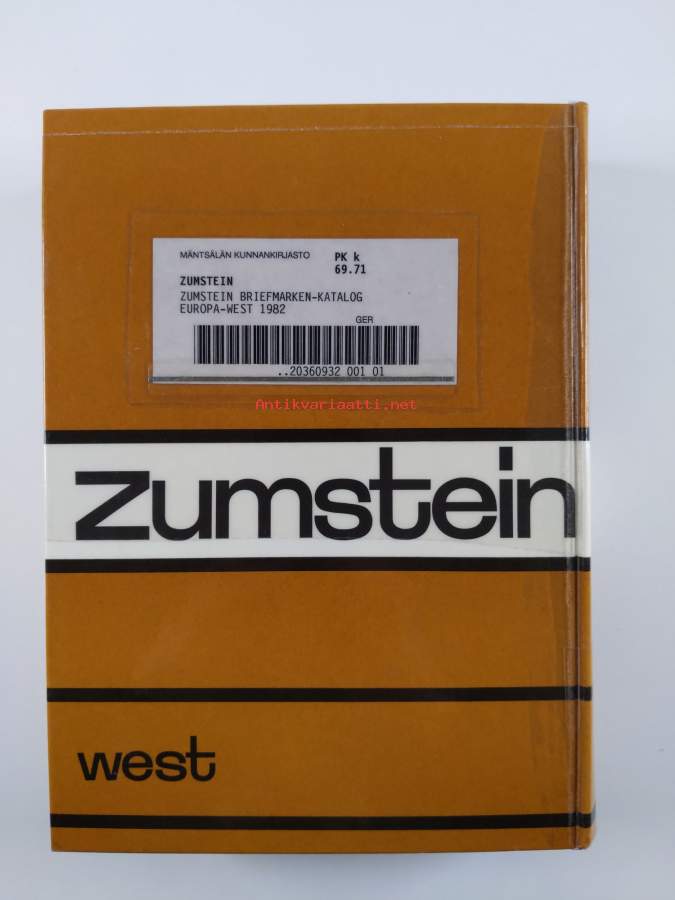 MÄNTSÄLÄN KUNNANKIRJASTO PK k
69.71
ZUMSTEIN
ZUMSTEIN BRIEFMARKEN-KATALOG
EUROPA-WEST 1982
GER
..20360932 001 01
Antikvariaatti.net
zumstein
west